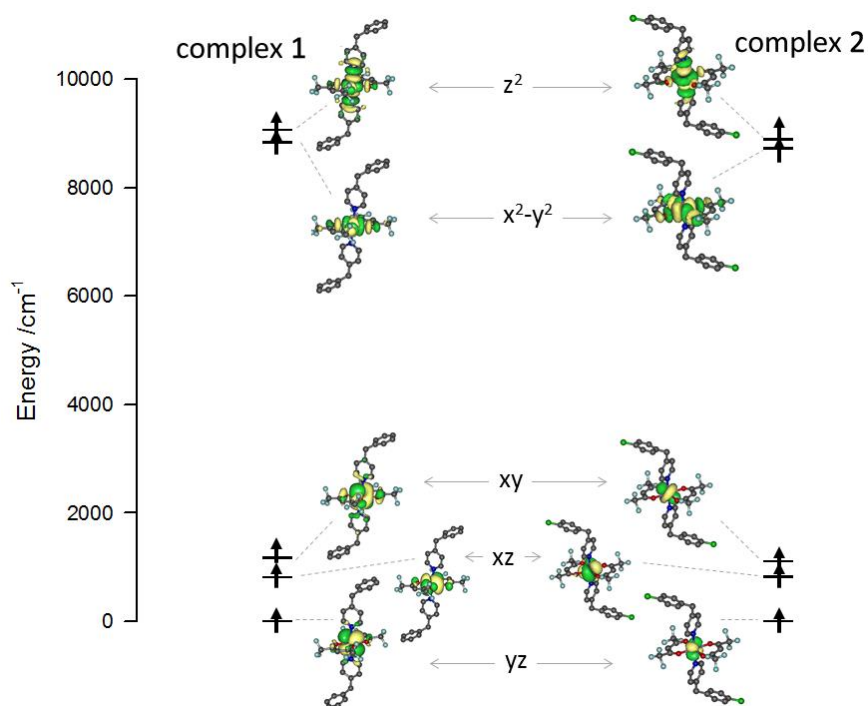 complex 1
complex 2
10000
8000
6000
4000
2000
0
Energy /cm⁻¹
z²
x²-y²
xy
xz
yz